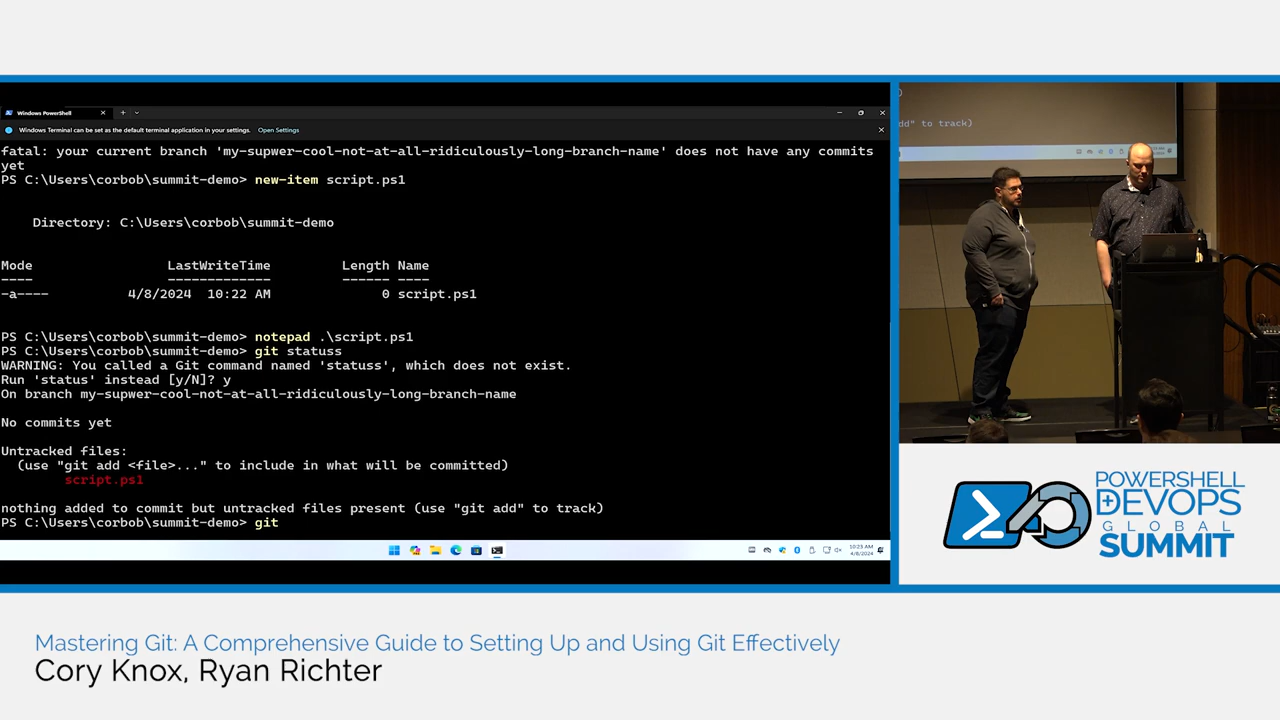 Windows PowerShell
Windows Terminal can be set as the default terminal application in your settings. Open Settings
fatal: your current branch 'my-supwer-cool-not-at-all-ridiculously-long-branch-name' does not have any commits
yet
PS C:\Users\corbob\summit-demo> new-item script.ps1
Directory: C:\Users\corbob\summit-demo
Mode LastWriteTime Length Name
---- ------------- ------ ----
-a---- 4/8/2024 10:22 AM 0 script.ps1
PS C:\Users\corbob\summit-demo> notepad .\script.ps1
PS C:\Users\corbob\summit-demo> git statuss
WARNING: You called a Git command named 'statuss', which does not exist.
Run 'status' instead [y/N]? y
On branch my-supwer-cool-not-at-all-ridiculously-long-branch-name
No commits yet
Untracked files:
(use "git add <file>..." to include in what will be committed)
script.ps1
nothing added to commit but untracked files present (use "git add" to track)
PS C:\Users\corbob\summit-demo> git
10:23 AM
4/8/2024
dd" to track)
POWERSHELL
+DEVOPS
GLOBAL
SUMMIT
Mastering Git: A Comprehensive Guide to Setting Up and Using Git Effectively
Cory Knox, Ryan Richter